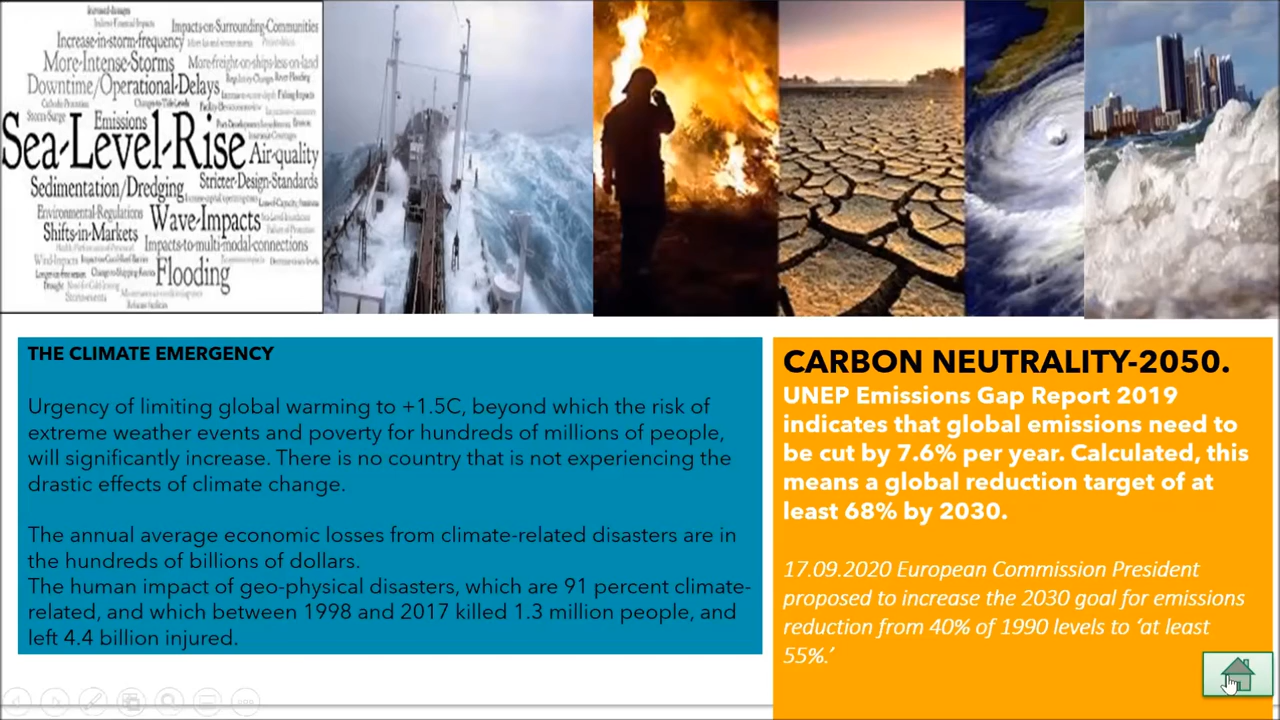 Impacts-on-Surrounding-Communities
Increase-in-storm-frequency
More-Intense-Storms
More-freight-on-ships-less-on-land
Downtime/Operational-Delays
Storm-Surge
Emissions
Sea-Level-Rise
Air-quality
Sedimentation/Dredging
Stricter-Design-Standards
Environmental-Regulations
Wave-Impacts
Shifts-in-Markets
Impacts-to-multi-modal-connections
Wind-Impacts
Flooding
Drought
THE CLIMATE EMERGENCY
Urgency of limiting global warming to +1.5C, beyond which the risk of
extreme weather events and poverty for hundreds of millions of people,
will significantly increase. There is no country that is not experiencing the
drastic effects of climate change.
The annual average economic losses from climate-related disasters are in
the hundreds of billions of dollars.
The human impact of geo-physical disasters, which are 91 percent climate-
related, and which between 1998 and 2017 killed 1.3 million people, and
left 4.4 billion injured.
CARBON NEUTRALITY-2050.
UNEP Emissions Gap Report 2019
indicates that global emissions need to
be cut by 7.6% per year. Calculated, this
means a global reduction target of at
least 68% by 2030.
17.09.2020 European Commission President
proposed to increase the 2030 goal for emissions
reduction from 40% of 1990 levels to ‘at least
55%.’